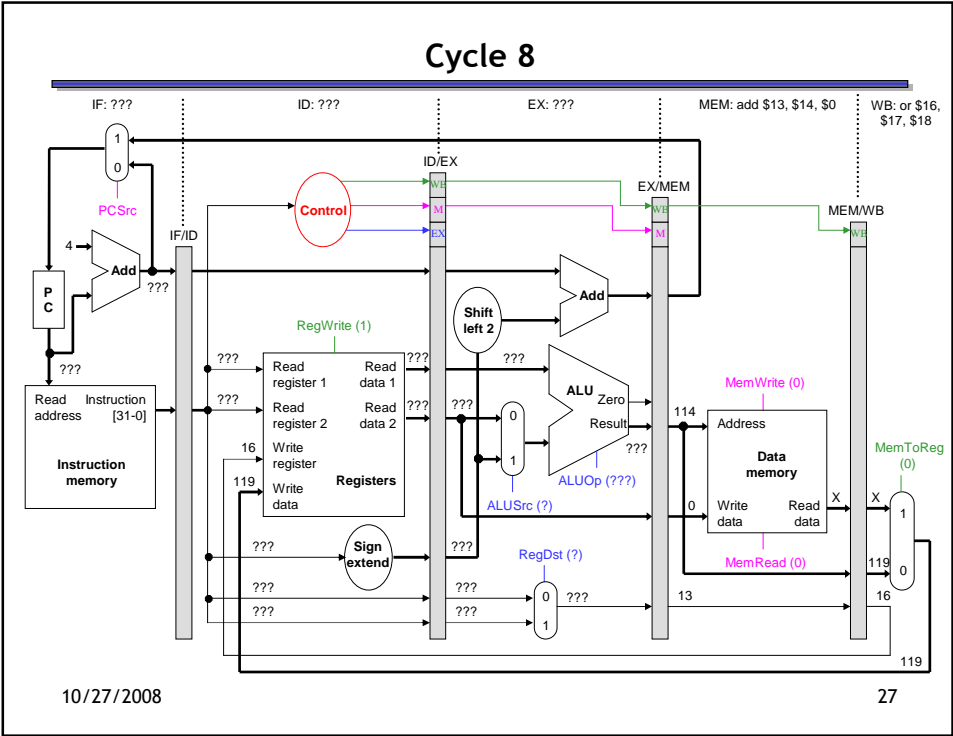 Cycle 8
IF: ???
ID: ???
EX: ???
MEM: add $13, $14, $0
WB: or $16,
$17, $18
1
0
PCSrc
ID/EX
WB
M
EX
Control
EX/MEM
WB
M
MEM/WB
WB
IF/ID
4
Add
???
P
C
???
Add
Shift
left 2
RegWrite (1)
???
Read
register 1
Read
data 1
???
???
???
Read
register 2
Read
data 2
???
???
16
Write
register
119
Write
data
Registers
Read
address
Instruction
[31-0]
Instruction
memory
0
1
ALUSrc (?)
ALU
Zero
Result
???
ALUOp (???)
MemWrite (0)
114
Address
Data
memory
0
Write
data
Read
data
X
X
MemRead (0)
MemToReg
(0)
1
0
119
???
Sign
extend
???
RegDst (?)
???
???
???
???
0
1
???
13
16
119
10/27/2008
27